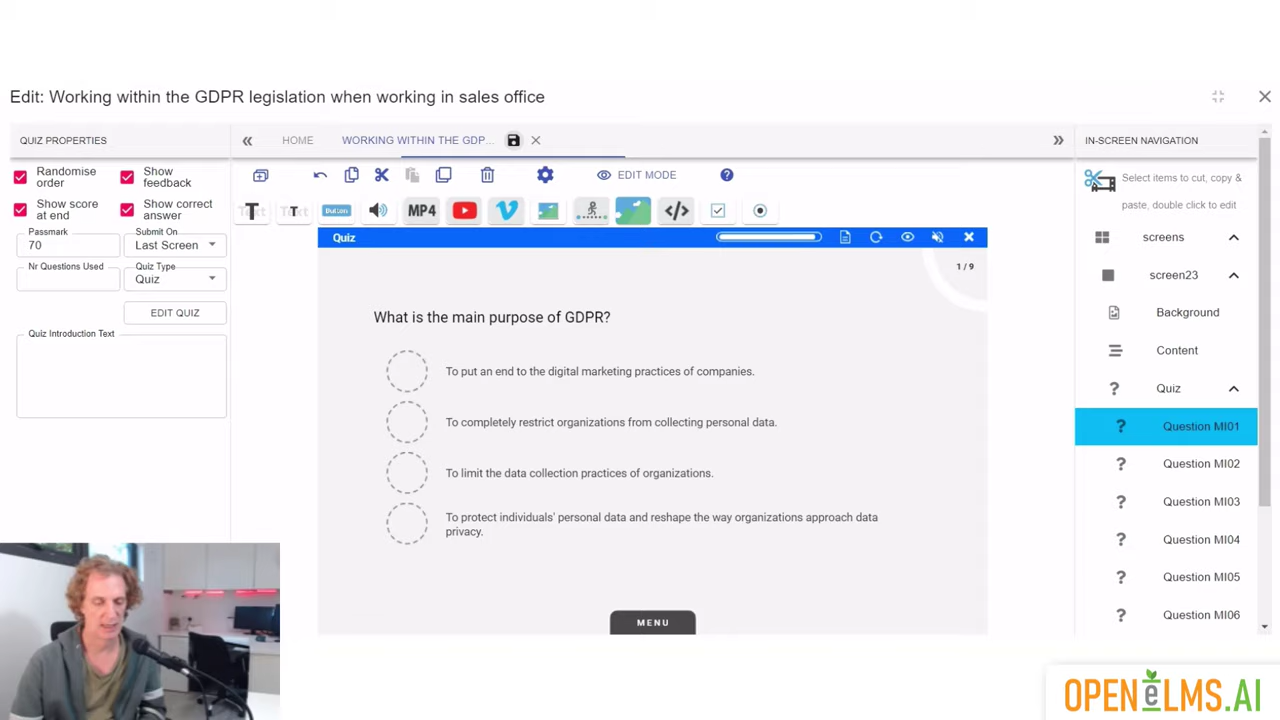 Edit: Working within the GDPR legislation when working in sales office
QUIZ PROPERTIES
HOME
WORKING WITHIN THE GDP...
IN-SCREEN NAVIGATION
Randomise
order
Show
feedback
Show score
at end
Show correct
answer
Passmark
70
Submit On
Last Screen
Nr Questions Used
Quiz Type
Quiz
EDIT QUIZ
Quiz Introduction Text
EDIT MODE
T
T
Button
MP4
</>
Quiz
1 / 9
What is the main purpose of GDPR?
To put an end to the digital marketing practices of companies.
To completely restrict organizations from collecting personal data.
To limit the data collection practices of organizations.
To protect individuals' personal data and reshape the way organizations approach data
privacy.
MENU
Select items to cut, copy &
paste, double click to edit
screens
screen23
Background
Content
Quiz
Question MI01
Question MI02
Question MI03
Question MI04
Question MI05
Question MI06
OPENeLMS.AI